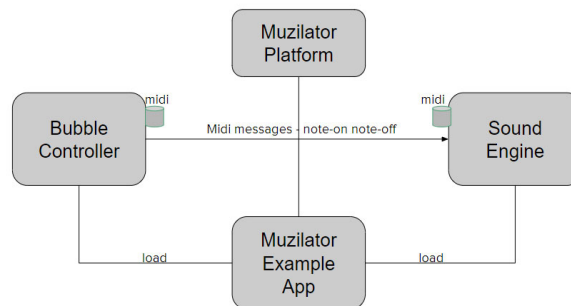 Muzilator
Platform
midi
midi
Bubble
Controller
Midi messages - note-on note-off
Sound
Engine
load
Muzilator
Example
App
load